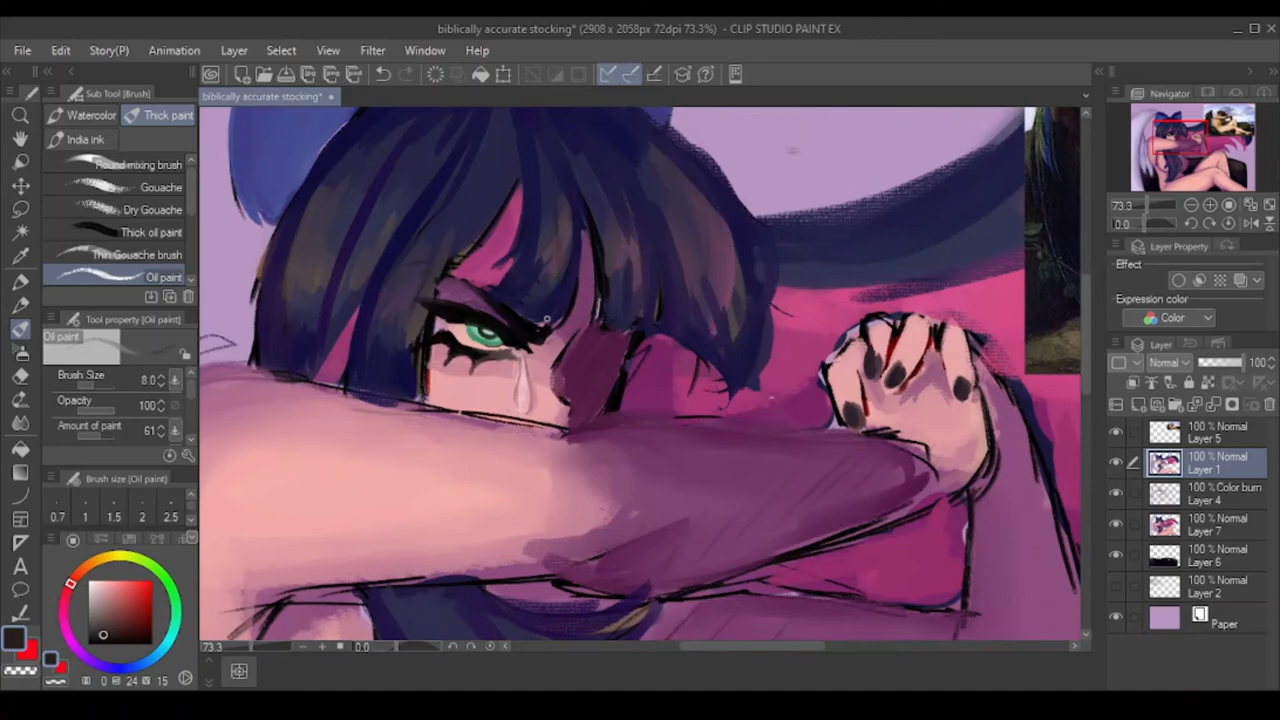 biblically accurate stocking* (2908 x 2058px 72dpi 73.3%) - CLIP STUDIO PAINT EX
File Edit Story(P) Animation Layer Select View Filter Window Help
Sub Tool [Brush]
biblically accurate stocking*
Navigator
Watercolor Thick paint
India ink
Round mixing brush
Gouache
Dry Gouache
Thick oil paint
Thin Gouache brush
Oil paint
73.3
0.0
Layer Property
Effect
Expression color
Color
Tool property [Oil paint]
Oil paint
Brush Size 8.0
Opacity 100
Amount of paint 61
Layer
Normal 100
100 % Normal
Layer 5
100 % Normal
Layer 1
100 % Color burn
Layer 4
100 % Normal
Layer 7
100 % Normal
Layer 6
100 % Normal
Layer 2
Paper
Brush size [Oil paint]
0.7 1 1.5 2 2.5
73.3 0.0
0 24 15